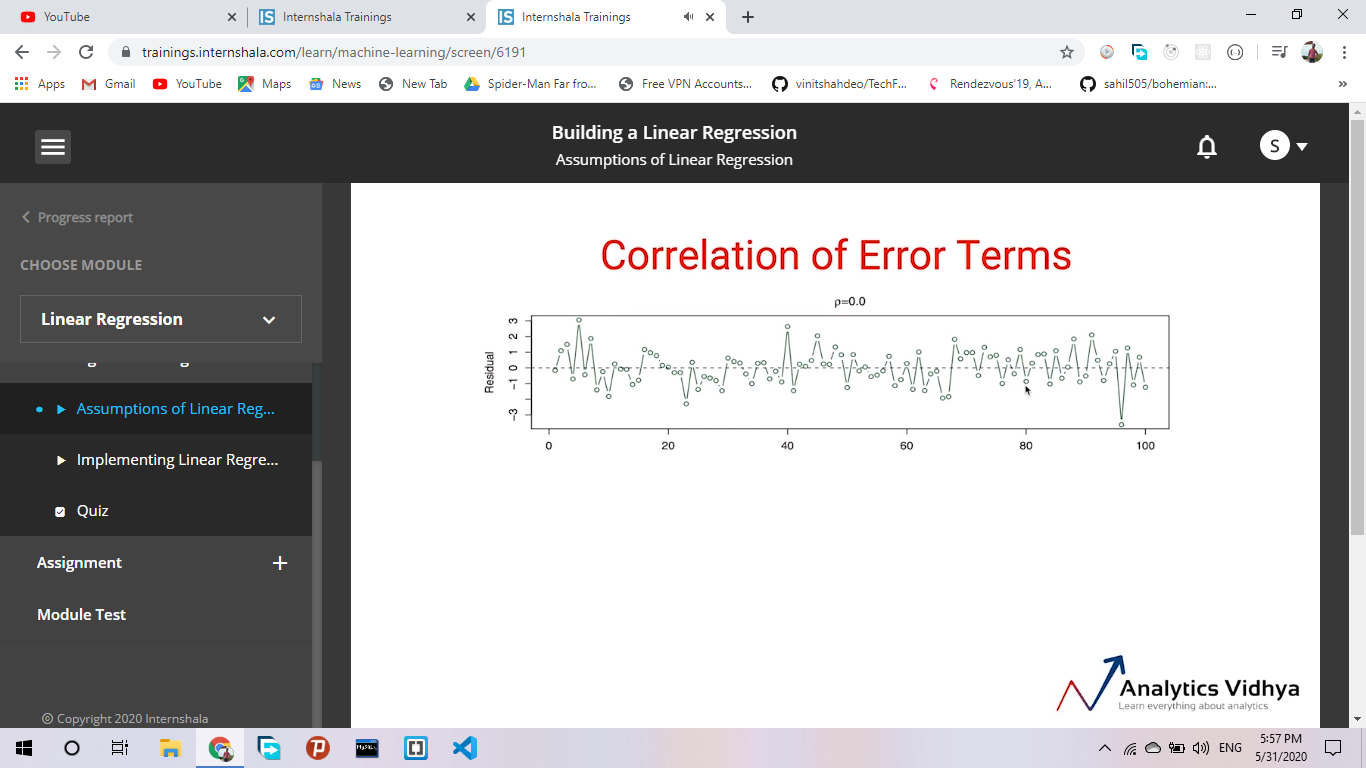 YouTube
Internshala Trainings
Internshala Trainings
trainings.internshala.com/learn/machine-learning/screen/6191
Apps Gmail YouTube Maps News New Tab Spider-Man Far fro... Free VPN Accounts... vinitshahdeo/TechF... Rendezvous'19, A... sahil505/bohemian:... »
Building a Linear Regression
Assumptions of Linear Regression
S
Progress report
CHOOSE MODULE
Linear Regression
Assumptions of Linear Reg...
Implementing Linear Regre...
Quiz
Assignment
Module Test
© Copyright 2020 Internshala
Correlation of Error Terms
ρ=0.0
Residual
3
2
1
0
−1
−3
0 20 40 60 80 100
Analytics Vidhya
Learn everything about analytics
MySQL
ENG
5:57 PM
5/31/2020